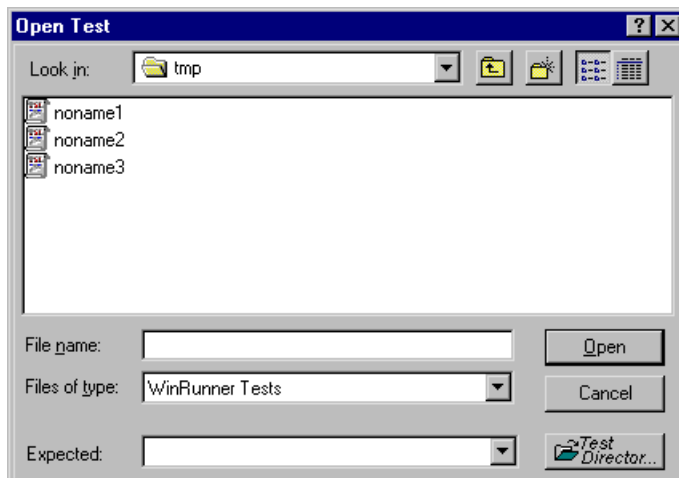 Open Test
Look in: tmp
noname1
noname2
noname3
File name:
Open
Files of type: WinRunner Tests
Cancel
Expected:
Test
Director...